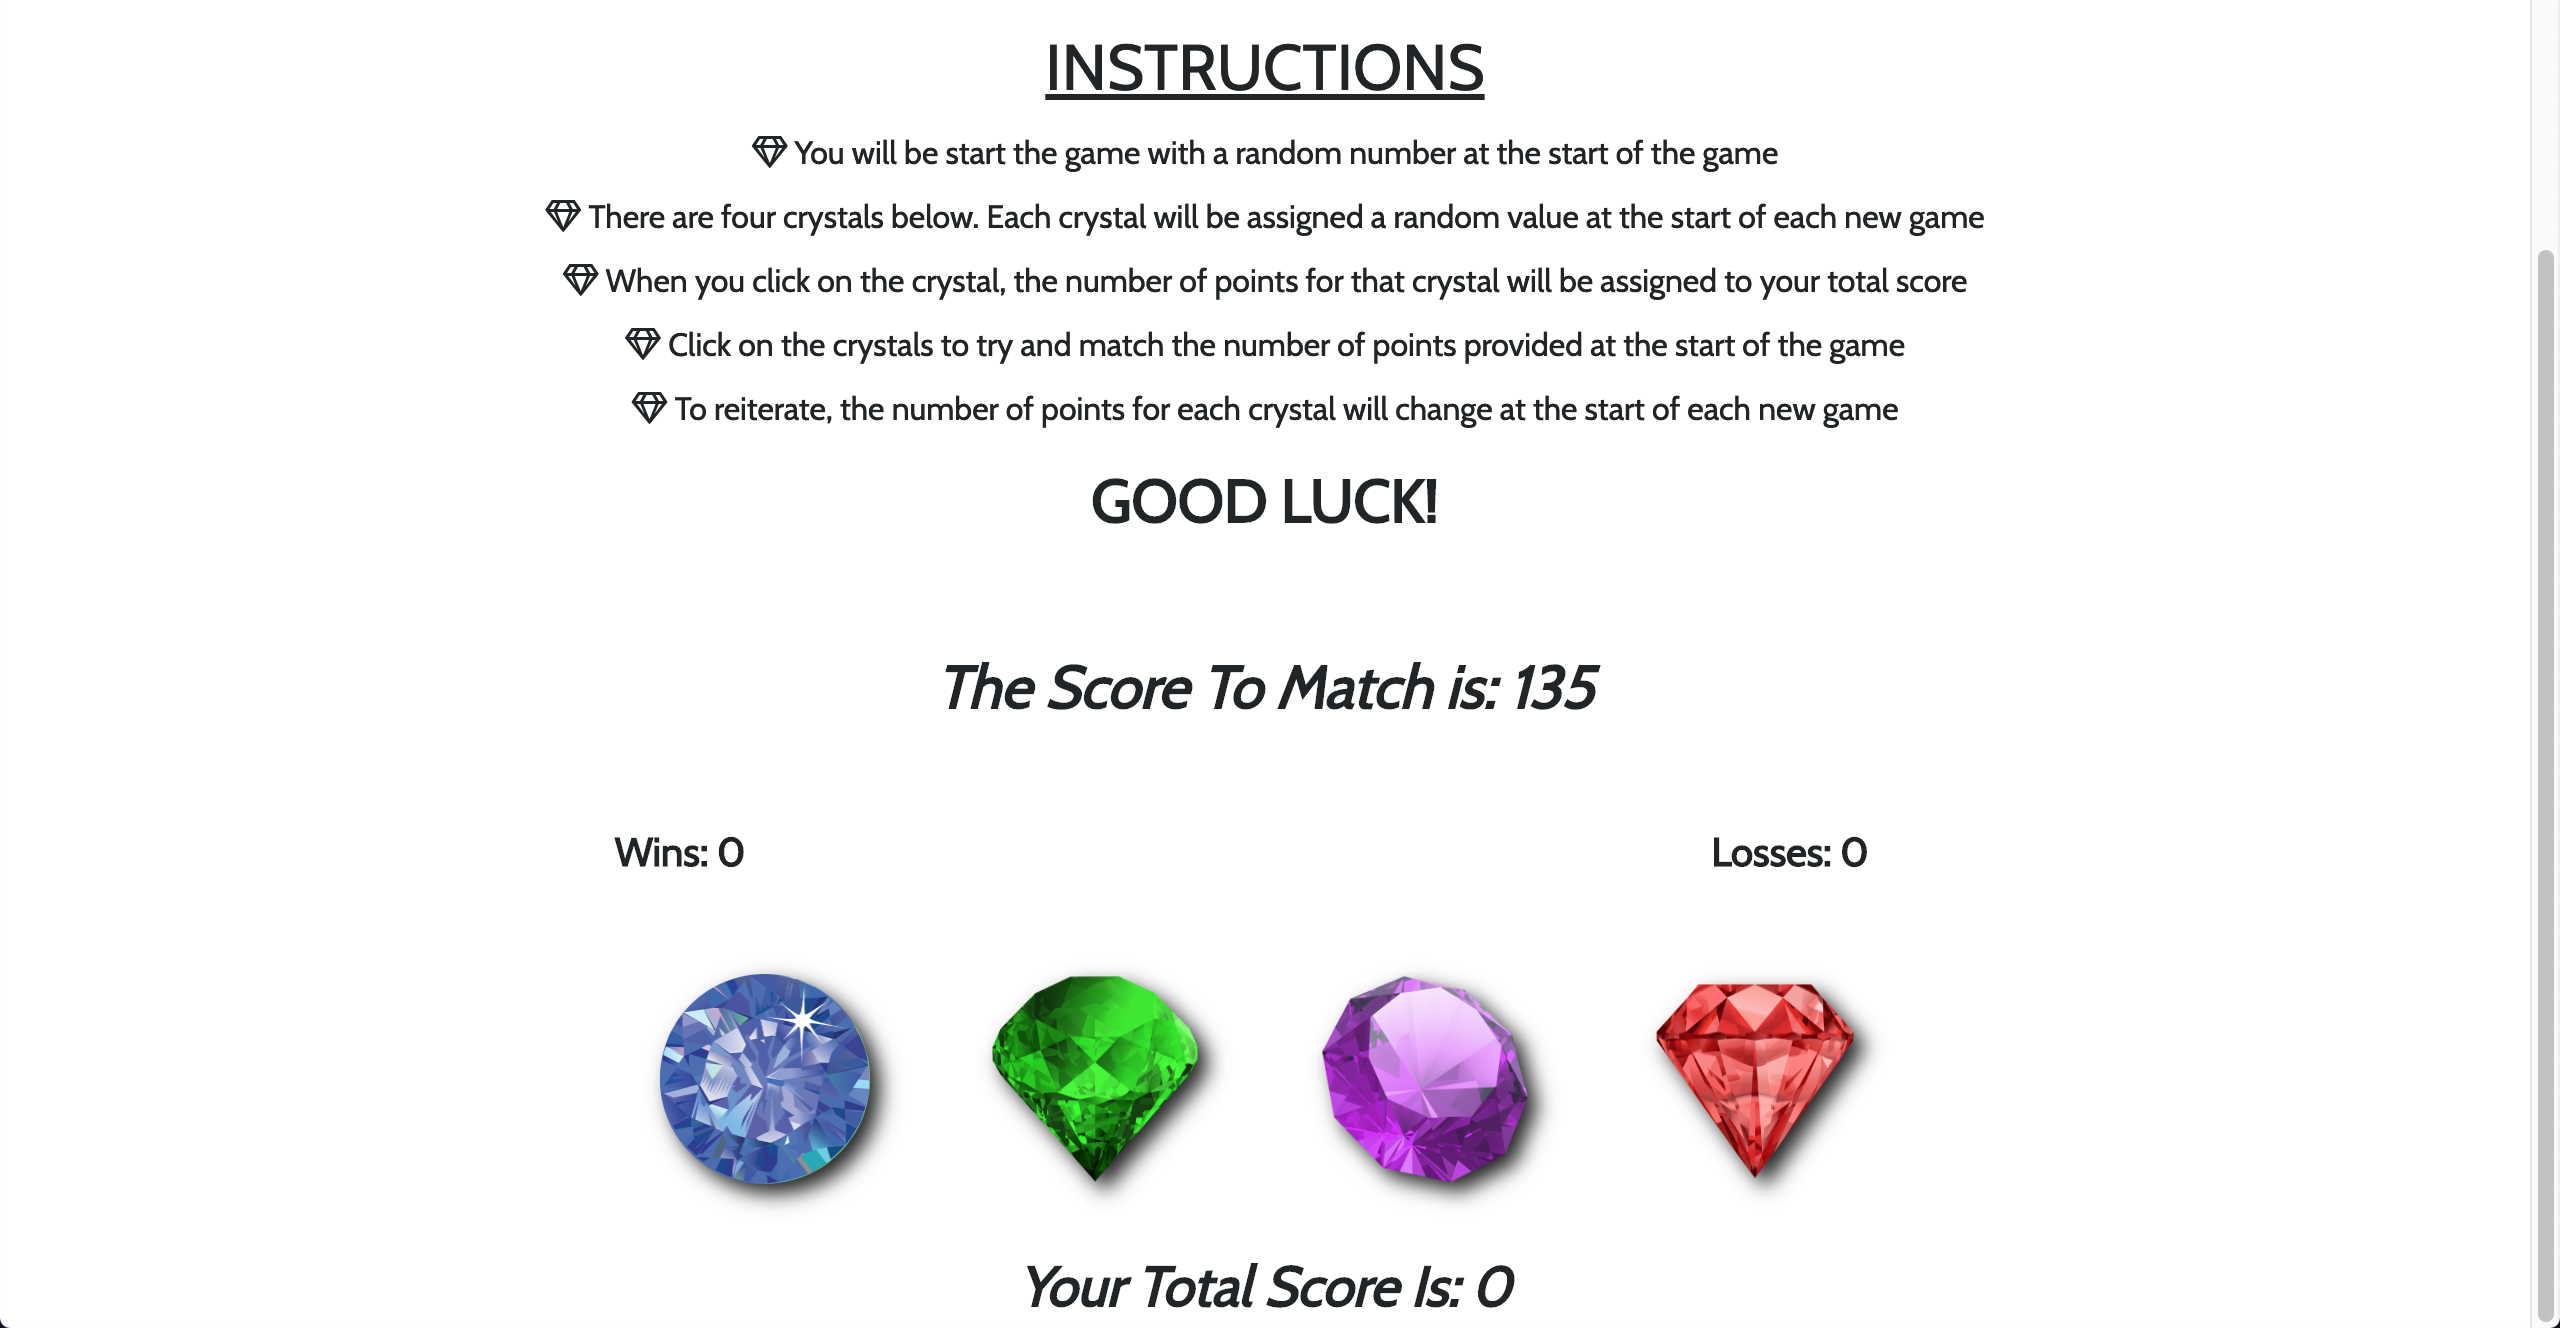 INSTRUCTIONS
You will be start the game with a random number at the start of the game
There are four crystals below. Each crystal will be assigned a random value at the start of each new game
When you click on the crystal, the number of points for that crystal will be assigned to your total score
Click on the crystals to try and match the number of points provided at the start of the game
To reiterate, the number of points for each crystal will change at the start of each new game
GOOD LUCK!
The Score To Match is: 135
Wins: 0
Losses: 0
Your Total Score Is: 0